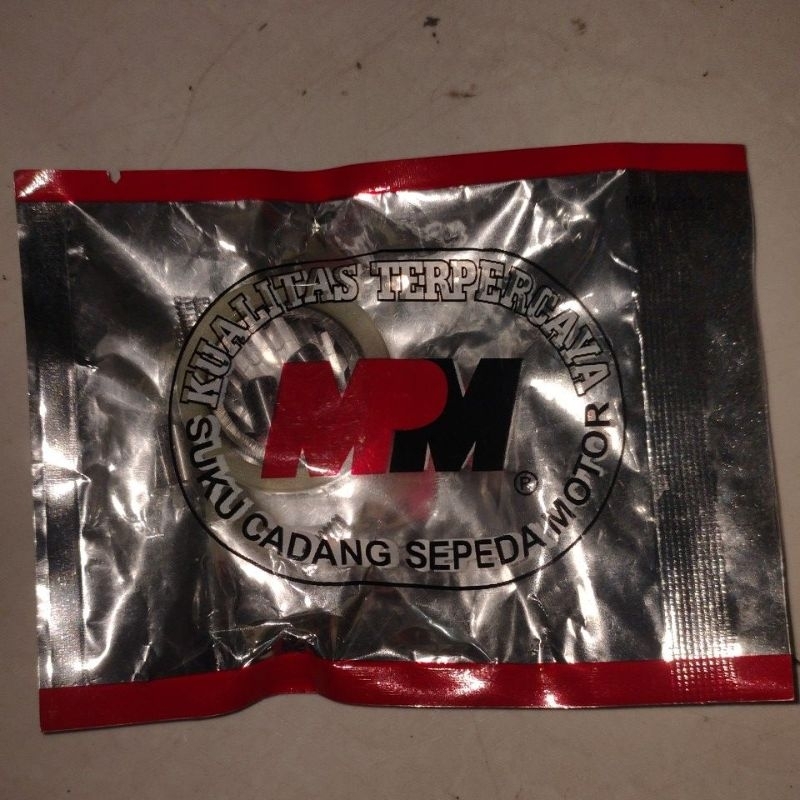 KUALITAS TERPERCAYA
MPM
®
SUKU CADANG SEPEDA MOTOR